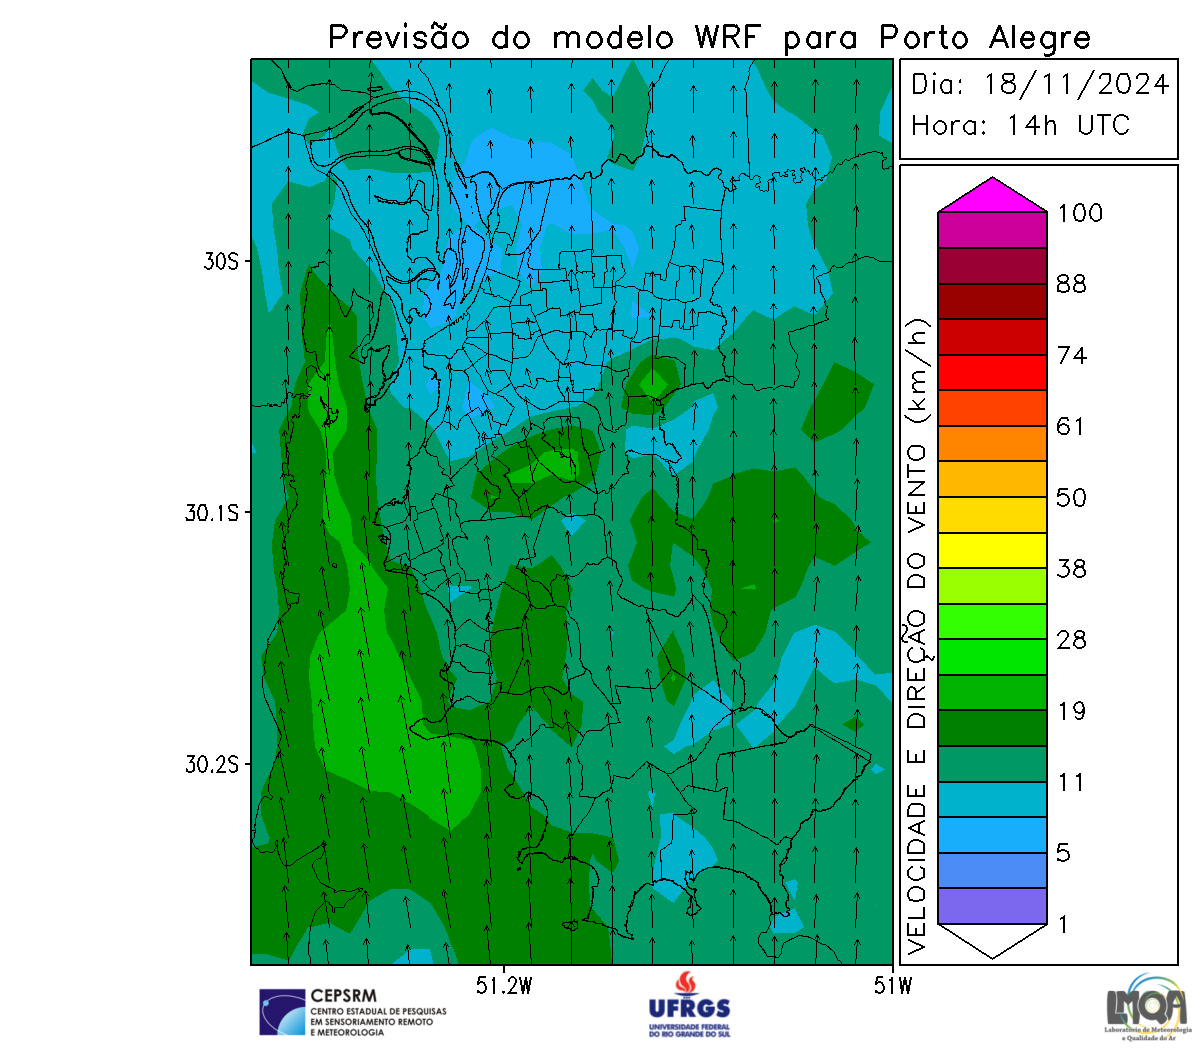 Previsão do modelo WRF para Porto Alegre
Dia: 18/11/2024
Hora: 14h UTC
30S
30.1S
30.2S
51.2W
51W
VELOCIDADE E DIREÇÃO DO VENTO (km/h)
100
88
74
61
50
38
28
19
11
5
1
CEPSRM
CENTRO ESTADUAL DE PESQUISAS
EM SENSORIAMENTO REMOTO
E METEOROLOGIA
UFRGS
UNIVERSIDADE FEDERAL
DO RIO GRANDE DO SUL
LMQA
Laboratório de Meteorologia
e Qualidade do Ar